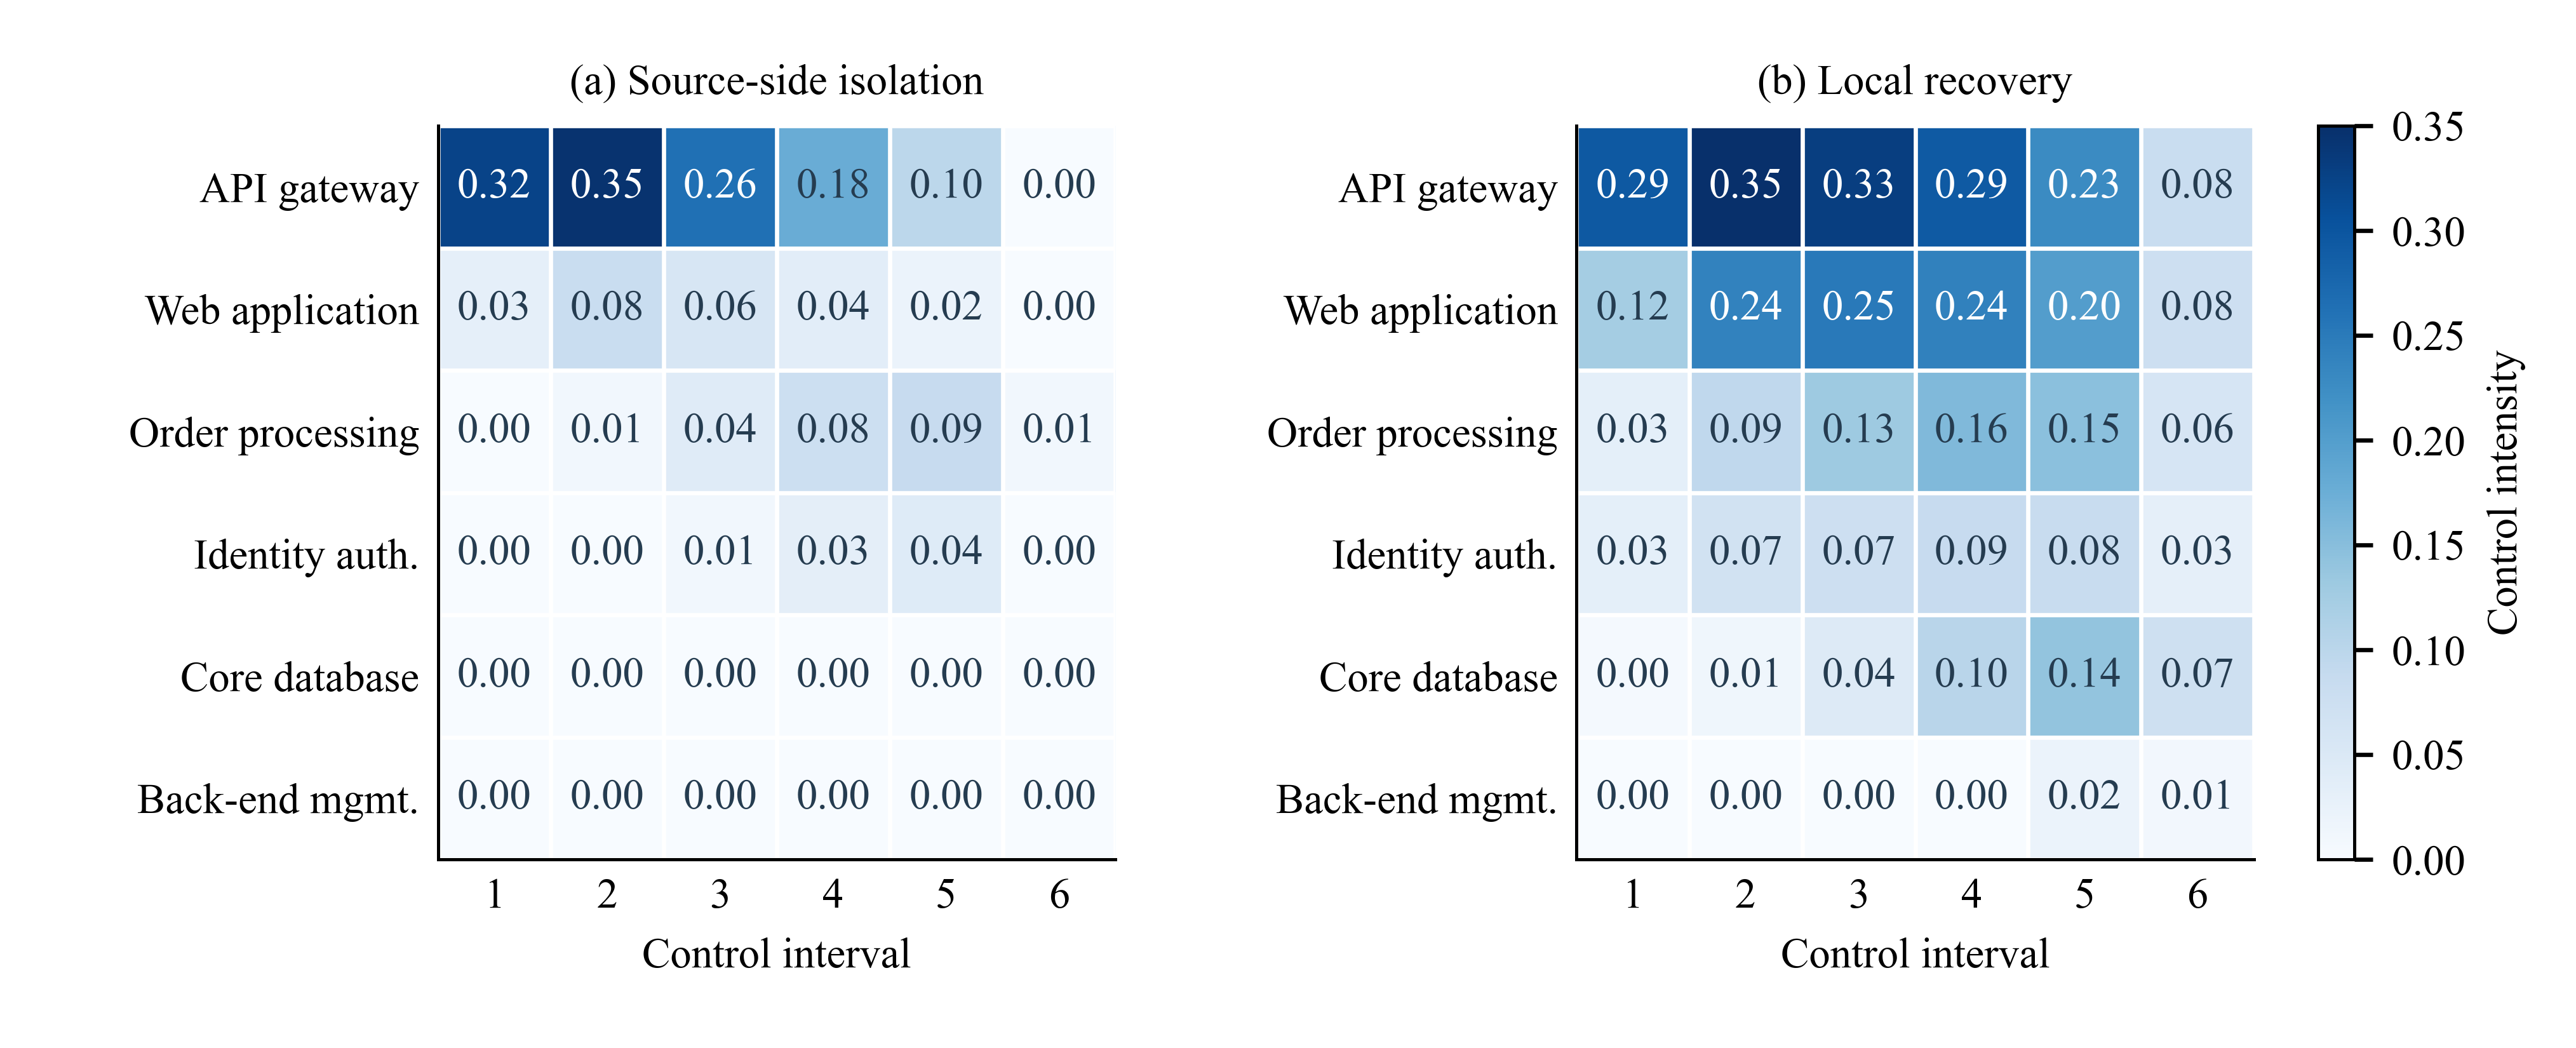 (a) Source-side isolation
API gateway 0.32 0.35 0.26 0.18 0.10 0.00
Web application 0.03 0.08 0.06 0.04 0.02 0.00
Order processing 0.00 0.01 0.04 0.08 0.09 0.01
Identity auth. 0.00 0.00 0.01 0.03 0.04 0.00
Core database 0.00 0.00 0.00 0.00 0.00 0.00
Back-end mgmt. 0.00 0.00 0.00 0.00 0.00 0.00
1 2 3 4 5 6
Control interval
(b) Local recovery
API gateway 0.29 0.35 0.33 0.29 0.23 0.08
Web application 0.12 0.24 0.25 0.24 0.20 0.08
Order processing 0.03 0.09 0.13 0.16 0.15 0.06
Identity auth. 0.03 0.07 0.07 0.09 0.08 0.03
Core database 0.00 0.01 0.04 0.10 0.14 0.07
Back-end mgmt. 0.00 0.00 0.00 0.00 0.02 0.01
1 2 3 4 5 6
Control interval
0.35
0.30
0.25
0.20
0.15
0.10
0.05
0.00
Control intensity